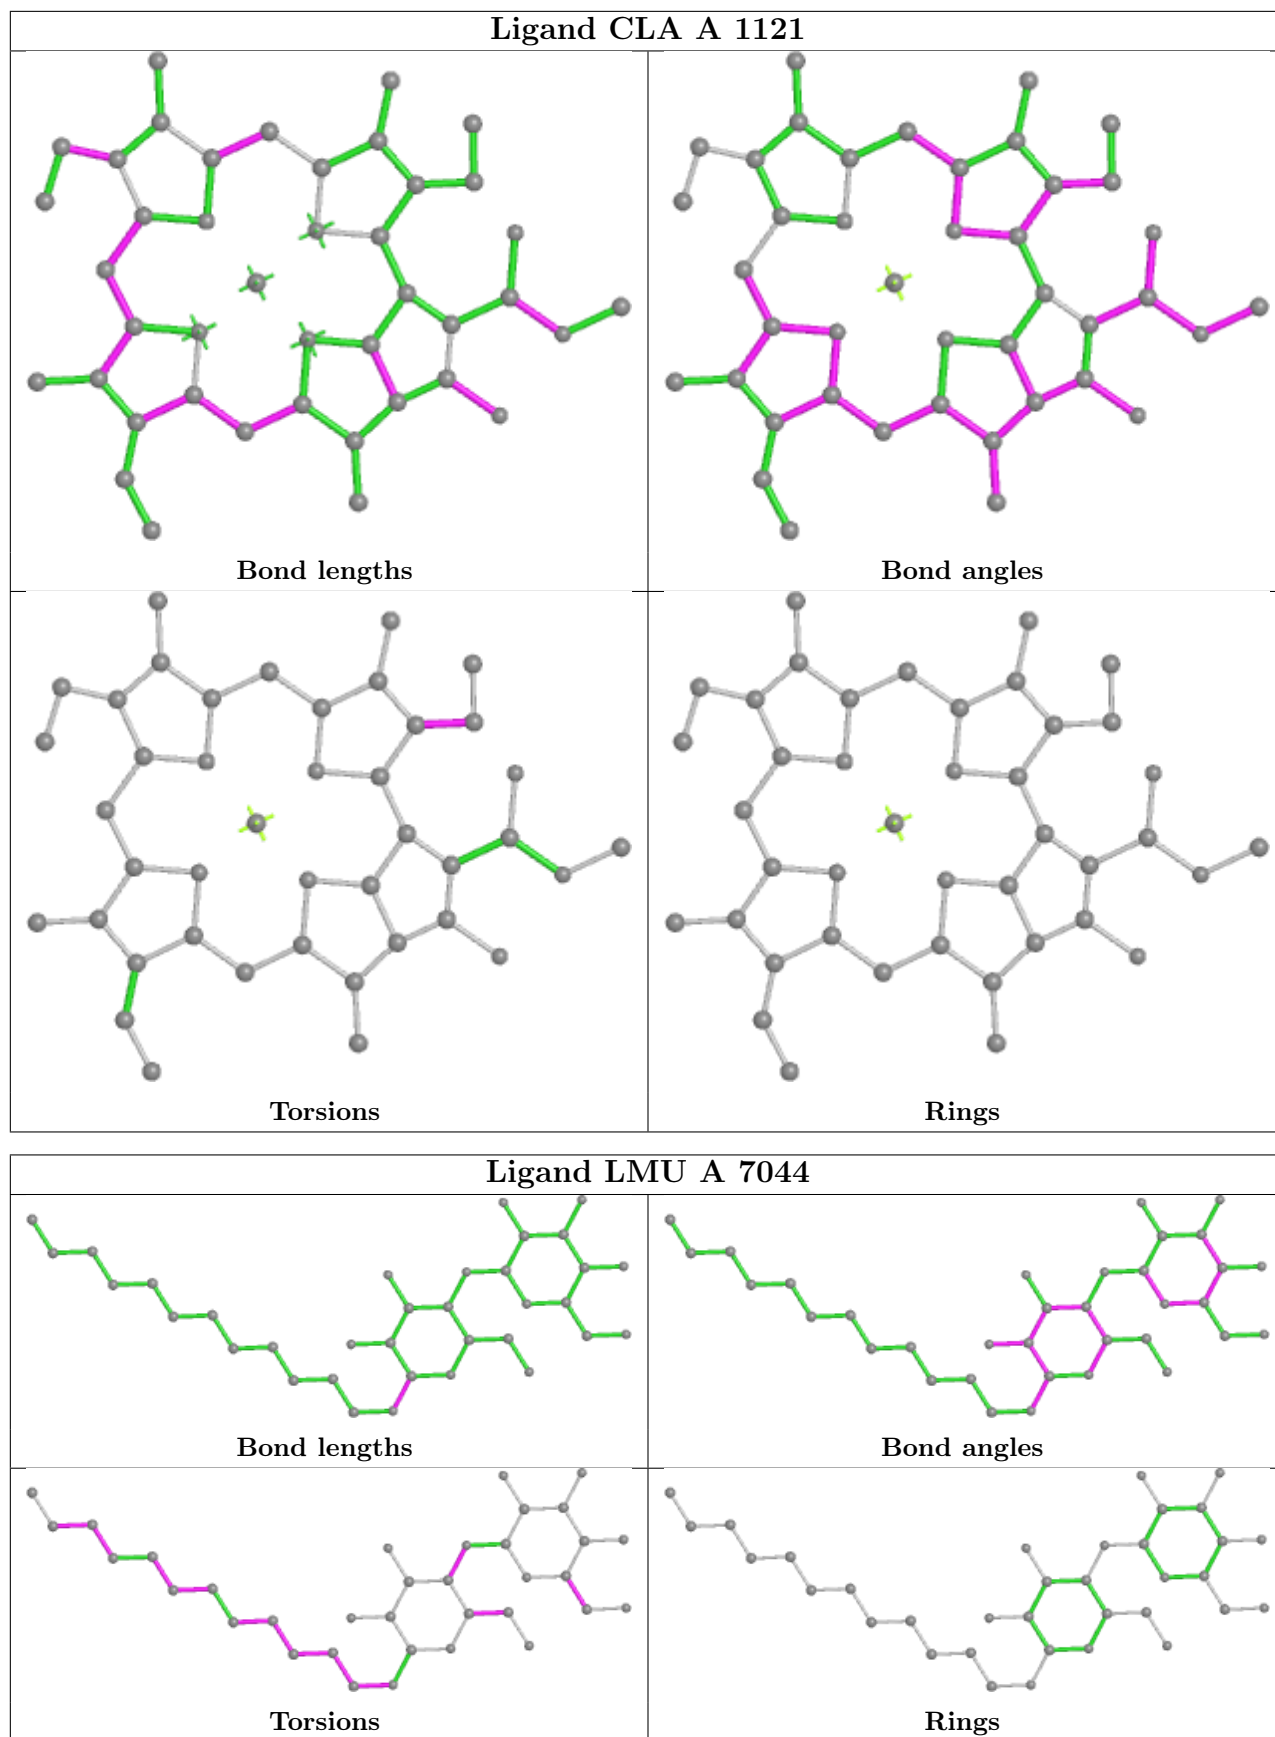 Ligand CLA A 1121
Bond lengths
Bond angles
Torsions
Rings
Ligand LMU A 7044
Bond lengths
Bond angles
Torsions
Rings